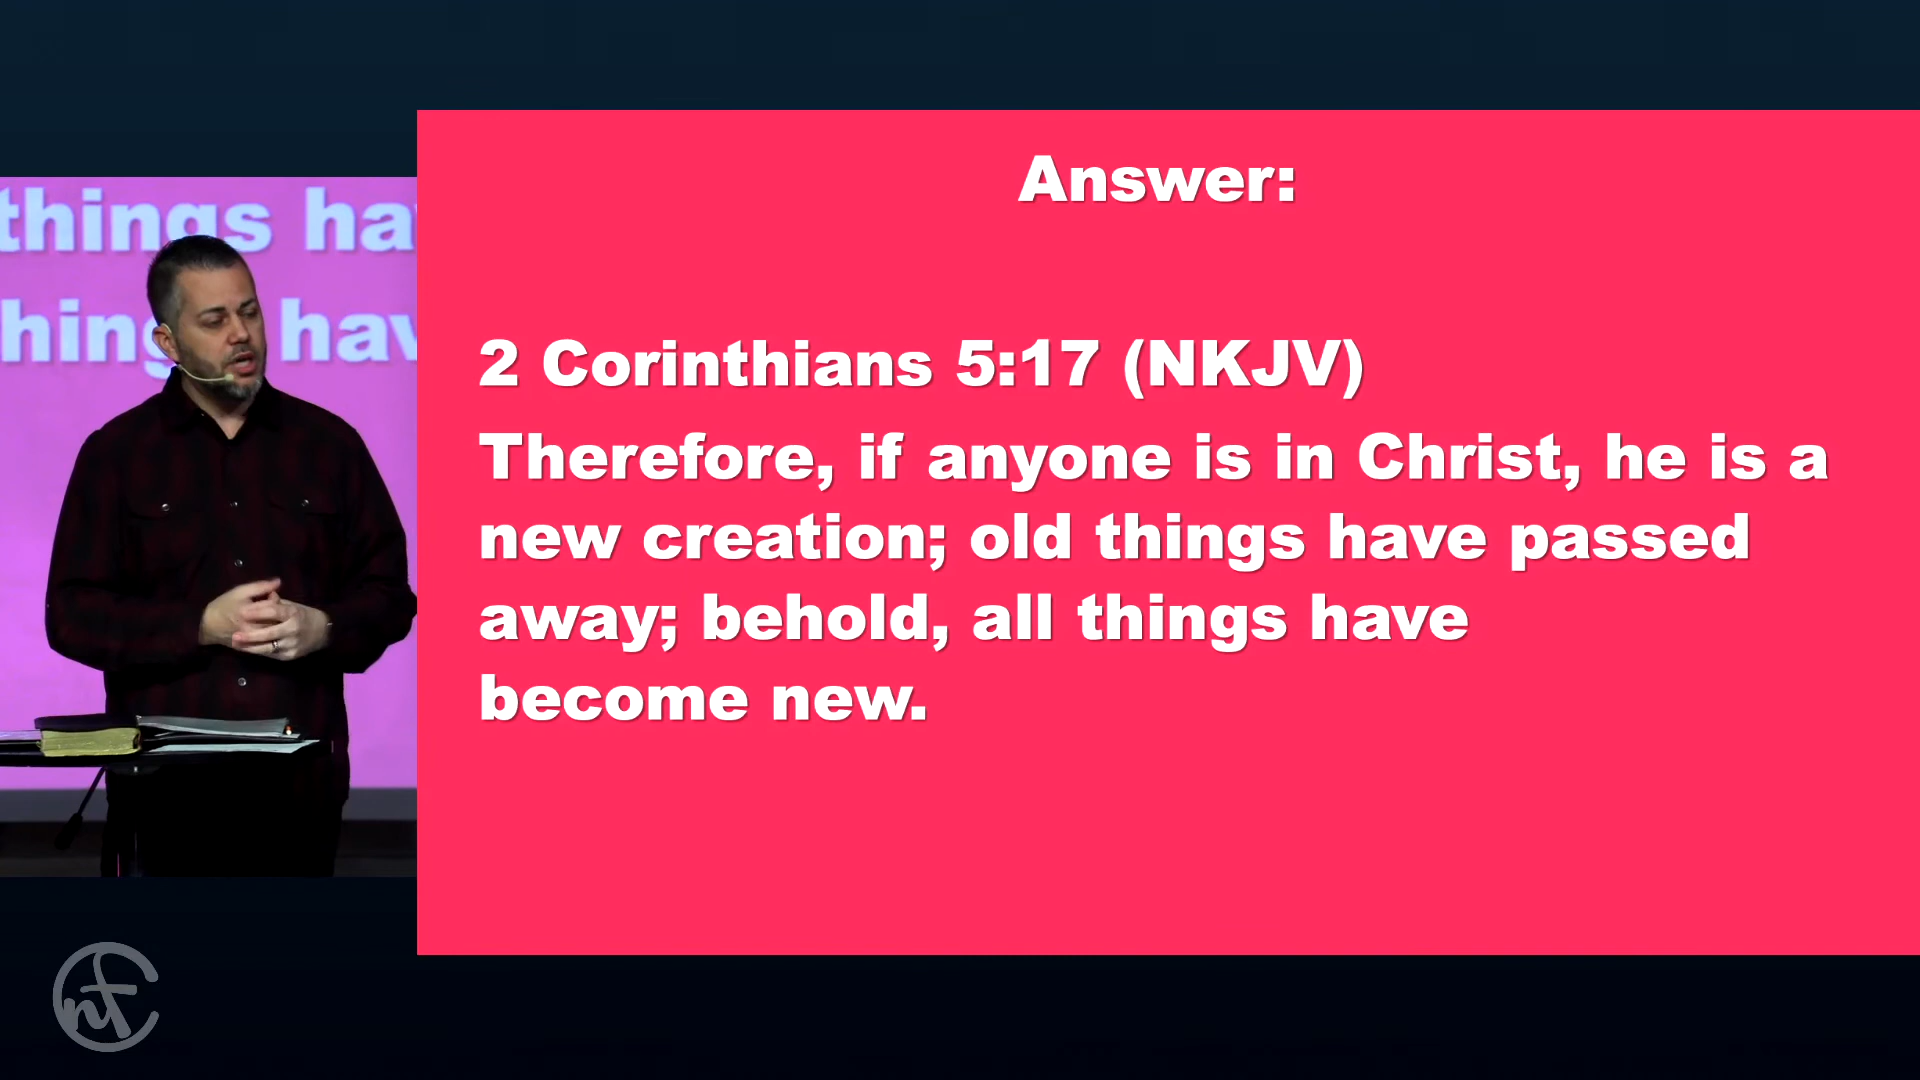 Answer:
2 Corinthians 5:17 (NKJV)
Therefore, if anyone is in Christ, he is a
new creation; old things have passed
away; behold, all things have
become new.
things